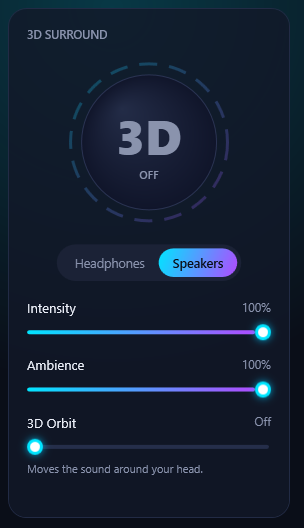 3D SURROUND
3D
OFF
Headphones Speakers
Intensity 100%
Ambience 100%
3D Orbit Off
Moves the sound around your head.